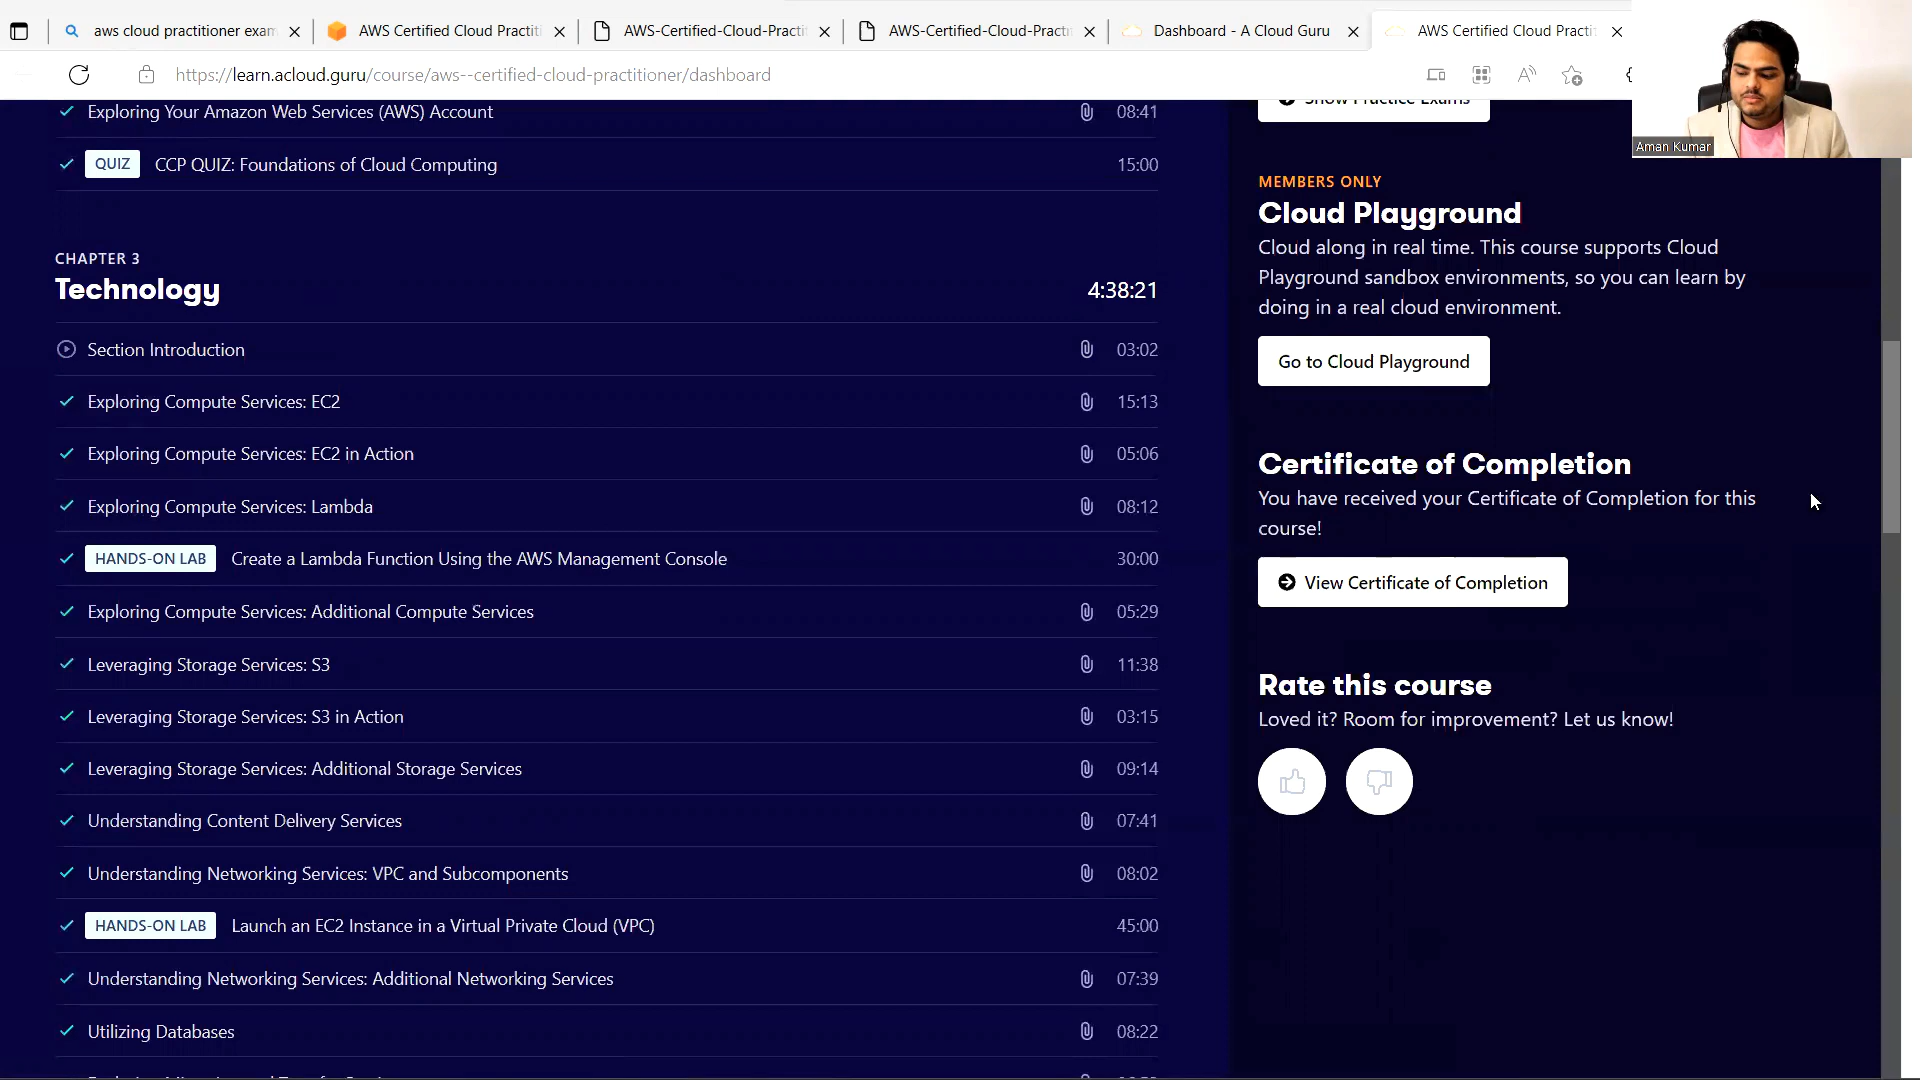 aws cloud practitioner exam
AWS Certified Cloud Practiti
AWS-Certified-Cloud-Practi
AWS-Certified-Cloud-Practi
Dashboard - A Cloud Guru
AWS Certified Cloud Practi
https://learn.acloud.guru/course/aws--certified-cloud-practitioner/dashboard
Aman Kumar
Exploring Your Amazon Web Services (AWS) Account 08:41
QUIZ CCP QUIZ: Foundations of Cloud Computing 15:00
CHAPTER 3
Technology 4:38:21
Section Introduction 03:02
Exploring Compute Services: EC2 15:13
Exploring Compute Services: EC2 in Action 05:06
Exploring Compute Services: Lambda 08:12
HANDS-ON LAB Create a Lambda Function Using the AWS Management Console 30:00
Exploring Compute Services: Additional Compute Services 05:29
Leveraging Storage Services: S3 11:38
Leveraging Storage Services: S3 in Action 03:15
Leveraging Storage Services: Additional Storage Services 09:14
Understanding Content Delivery Services 07:41
Understanding Networking Services: VPC and Subcomponents 08:02
HANDS-ON LAB Launch an EC2 Instance in a Virtual Private Cloud (VPC) 45:00
Understanding Networking Services: Additional Networking Services 07:39
Utilizing Databases 08:22
Show Practice Exams
MEMBERS ONLY
Cloud Playground
Cloud along in real time. This course supports Cloud
Playground sandbox environments, so you can learn by
doing in a real cloud environment.
Go to Cloud Playground
Certificate of Completion
You have received your Certificate of Completion for this
course!
View Certificate of Completion
Rate this course
Loved it? Room for improvement? Let us know!